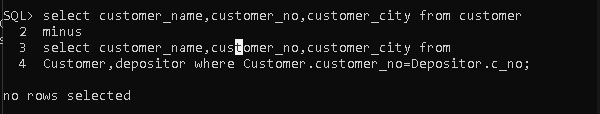 SQL> select customer_name,customer_no,customer_city from customer
2 minus
3 select customer_name,customer_no,customer_city from
4 Customer,depositor where Customer.customer_no=Depositor.c_no;
no rows selected